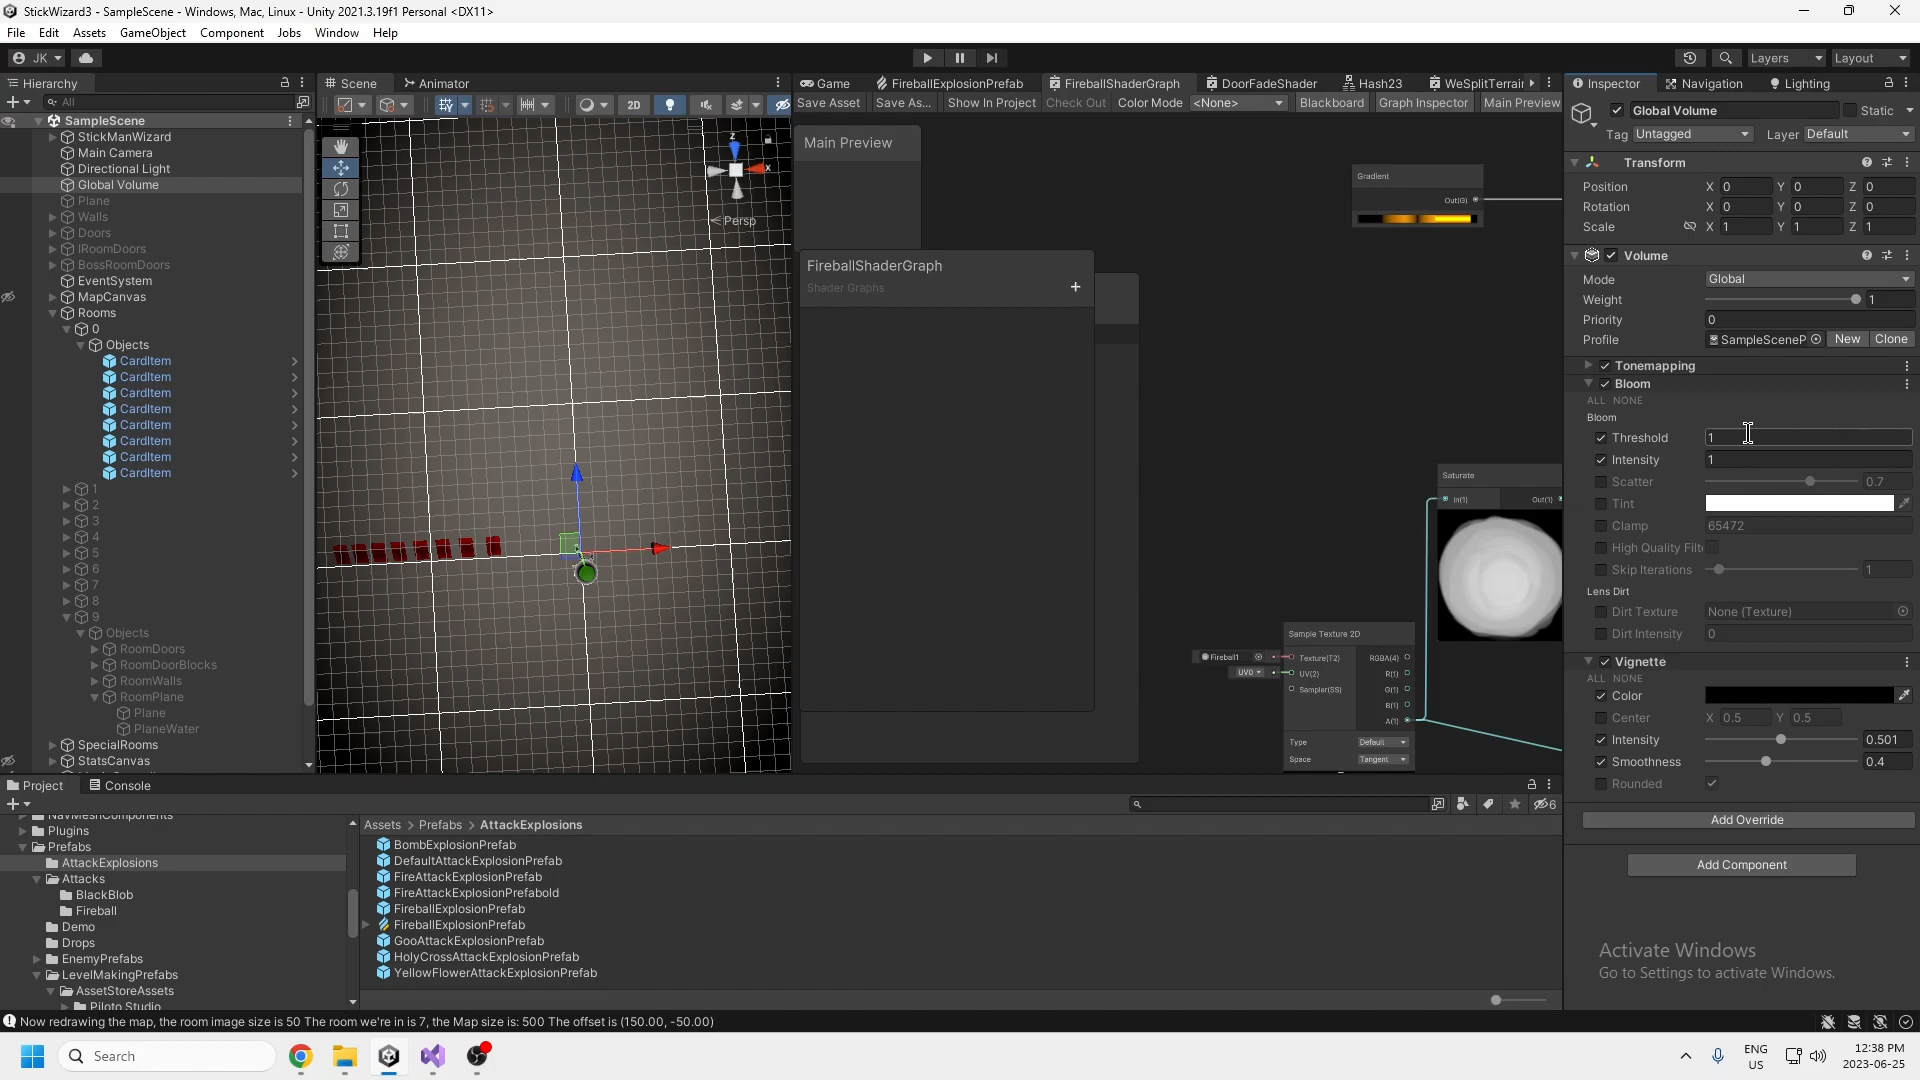 StickWizard3 - SampleScene - Windows, Mac, Linux - Unity 2021.3.19f1 Personal <DX11>
File Edit Assets GameObject Component Jobs Window Help
JK Layers Layout
Hierarchy
All
SampleScene
StickManWizard
Main Camera
Directional Light
Global Volume
Plane
Walls
Doors
IRoomDoors
BossRoomDoors
EventSystem
MapCanvas
Rooms
0
Objects
CardItem
CardItem
CardItem
CardItem
CardItem
CardItem
CardItem
CardItem
1
2
3
4
5
6
7
8
9
Objects
RoomDoors
RoomDoorBlocks
RoomWalls
RoomPlane
Plane
PlaneWater
SpecialRooms
StatsCanvas
Scene Animator
2D
z
x
Persp
Game FireballExplosionPrefab FireballShaderGraph DoorFadeShader Hash23 WeSplitTerrain
Save Asset Save As... Show In Project Check Out Color Mode <None> Blackboard Graph Inspector Main Preview
Main Preview
FireballShaderGraph
Shader Graphs
+
Gradient
Out(G)
Saturate
In(1) Out(1)
Sample Texture 2D
Fireball1 Texture(T2) RGBA(4)
UV0 UV(2) R(1)
Sampler(SS) G(1)
B(1)
A(1)
Type Default
Space Tangent
Inspector Navigation Lighting
Global Volume Static
Tag Untagged Layer Default
Transform
Position X 0 Y 0 Z 0
Rotation X 0 Y 0 Z 0
Scale X 1 Y 1 Z 1
Volume
Mode Global
Weight 1
Priority 0
Profile SampleSceneP New Clone
Tonemapping
Bloom
ALL NONE
Bloom
Threshold 1
Intensity 1
Scatter 0.7
Tint
Clamp 65472
High Quality Filt
Skip Iterations 1
Lens Dirt
Dirt Texture None (Texture)
Dirt Intensity 0
Vignette
ALL NONE
Color
Center X 0.5 Y 0.5
Intensity 0.501
Smoothness 0.4
Rounded
Add Override
Add Component
Activate Windows
Go to Settings to activate Windows.
Project Console
6
NavMeshComponents
Plugins
Prefabs
AttackExplosions
Attacks
BlackBlob
Fireball
Demo
Drops
EnemyPrefabs
LevelMakingPrefabs
AssetStoreAssets
Piloto Studio
Assets > Prefabs > AttackExplosions
BombExplosionPrefab
DefaultAttackExplosionPrefab
FireAttackExplosionPrefab
FireAttackExplosionPrefabold
FireballExplosionPrefab
FireballExplosionPrefab
GooAttackExplosionPrefab
HolyCrossAttackExplosionPrefab
YellowFlowerAttackExplosionPrefab
Now redrawing the map, the room image size is 50 The room we're in is 7, the Map size is: 500 The offset is (150.00, -50.00)
Search
ENG
US
12:38 PM
2023-06-25